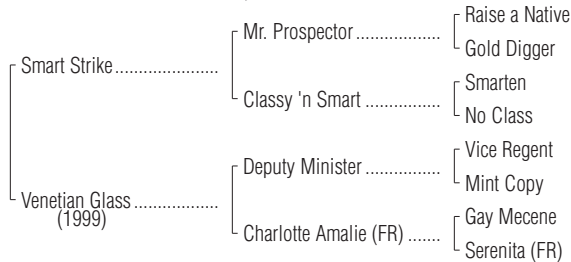 Raise a Native
Mr. Prospector ..................
Gold Digger
Smart Strike......................
Smarten
Classy 'n Smart ................
No Class
Vice Regent
Deputy Minister ................
Mint Copy
Venetian Glass ..................
(1999)
Gay Mecene
Charlotte Amalie (FR) .......
Serenita (FR)